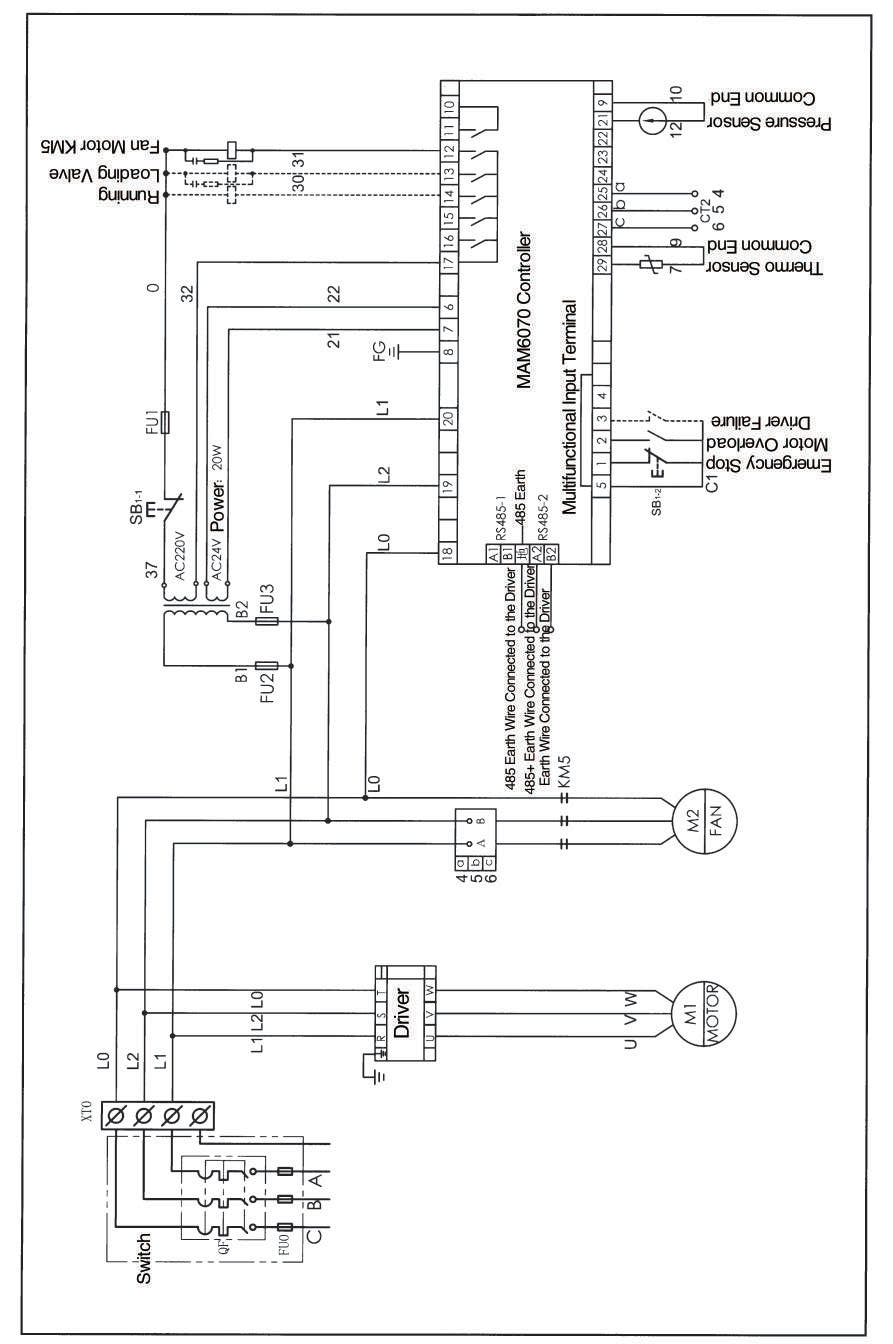 Fan Motor KM5
Loading Valve
Running
31
30
10
11
12
13
14
15
16
17
6
7
8
20
19
18
9
21
22
23
24
25
26
27
28
29
4
3
2
1
5
10
12
Common End
Pressure Sensor
a
b
c
4
5
6
CT2
9
7
Common End
Thermo Sensor
MAM6070 Controller
Multifunctional Input Terminal
0
32
22
21
FG
FU1
L1
L2
L0
SB1-1
37
AC220V
AC24V Power: 20W
B2
FU3
B1
FU2
Driver Failure
Motor Overload
Emergency Stop
C1
SB1-2
A1
B1
地
A2
B2
RS485-1
485 Earth
RS485-2
485 Earth Wire Connected to the Driver
485+ Earth Wire Connected to the Driver
Earth Wire Connected to the Driver
KM5
L1
L0
A
B
a
b
c
4
5
6
M2
FAN
L0
L2
L1
L1 L2 L0
R
S
T
Driver
U
V
W
U
V
W
M1
MOTOR
XT0
QF
FU0
A
B
C
Switch